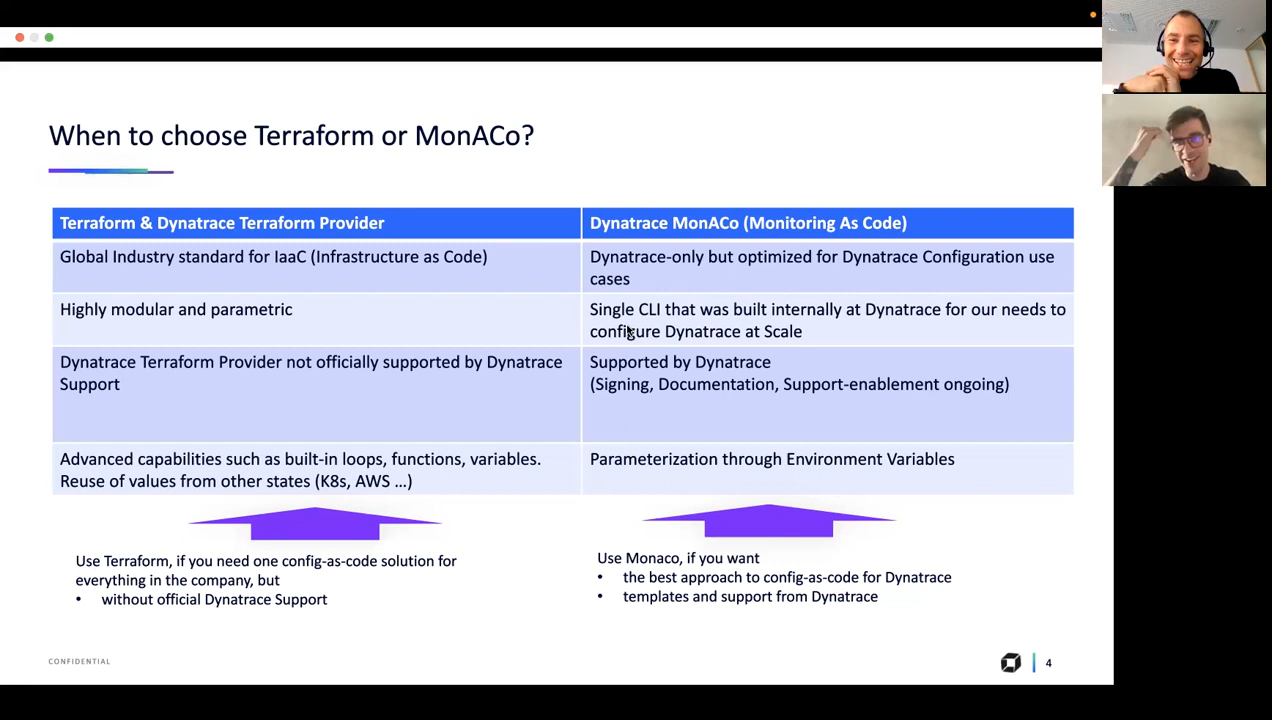 When to choose Terraform or MonACo?
Terraform & Dynatrace Terraform Provider
Dynatrace MonACo (Monitoring As Code)
Global Industry standard for IaaC (Infrastructure as Code)
Dynatrace-only but optimized for Dynatrace Configuration use
cases
Highly modular and parametric
Single CLI that was built internally at Dynatrace for our needs to
configure Dynatrace at Scale
Dynatrace Terraform Provider not officially supported by Dynatrace
Support
Supported by Dynatrace
(Signing, Documentation, Support-enablement ongoing)
Advanced capabilities such as built-in loops, functions, variables.
Reuse of values from other states (K8s, AWS ...)
Parameterization through Environment Variables
Use Terraform, if you need one config-as-code solution for
everything in the company, but
• without official Dynatrace Support
Use Monaco, if you want
• the best approach to config-as-code for Dynatrace
• templates and support from Dynatrace
CONFIDENTIAL
4